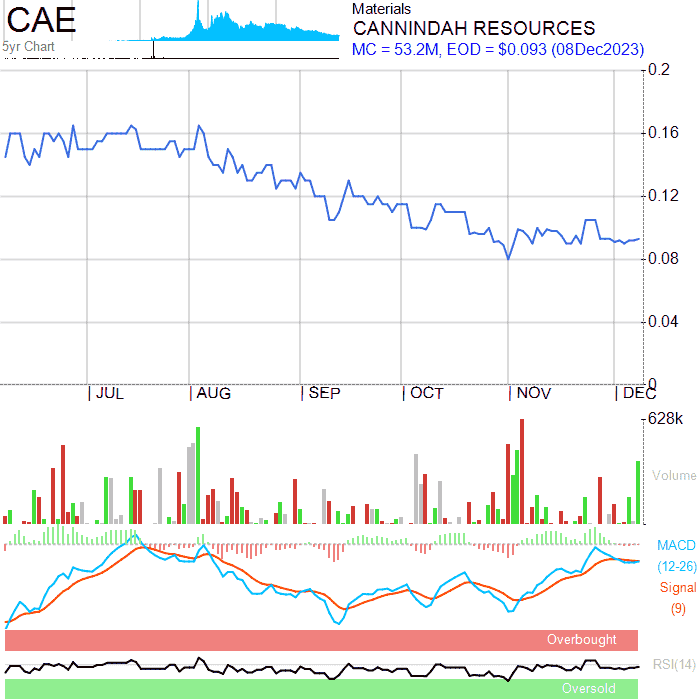 CAE
5yr Chart
Materials
CANNINDAH RESOURCES
MC = 53.2M, EOD = $0.093 (08Dec2023)
0.2
0.16
0.12
0.08
0.04
0
JUL AUG SEP OCT NOV DEC
628k
Volume
MACD
(12-26)
Signal
(9)
Overbought
RSI(14)
Oversold